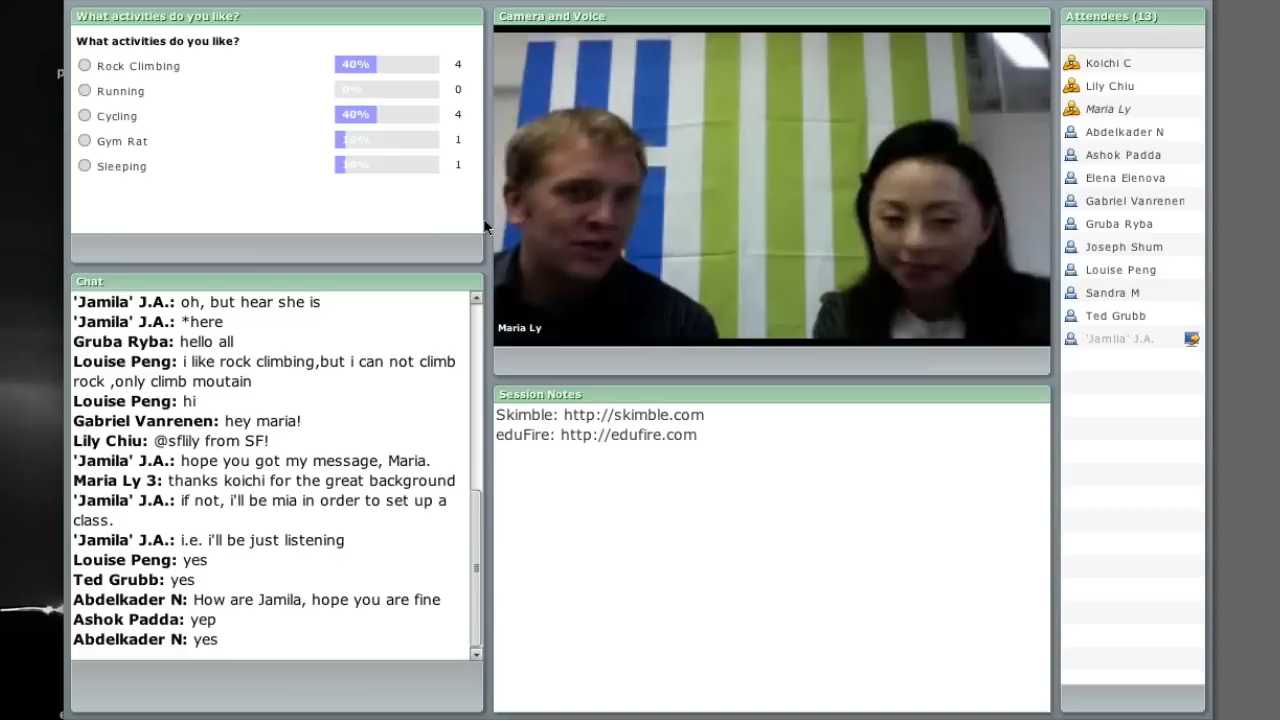 What activities do you like?
What activities do you like?
Rock Climbing 40% 4
Running 0% 0
Cycling 40% 4
Gym Rat 10% 1
Sleeping 10% 1
Chat
'Jamila' J.A.: oh, but hear she is
'Jamila' J.A.: *here
Gruba Ryba: hello all
Louise Peng: i like rock climbing,but i can not climb
rock ,only climb moutain
Louise Peng: hi
Gabriel Vanrenen: hey maria!
Lily Chiu: @sflily from SF!
'Jamila' J.A.: hope you got my message, Maria.
Maria Ly 3: thanks koichi for the great background
'Jamila' J.A.: if not, i'll be mia in order to set up a
class.
'Jamila' J.A.: i.e. i'll be just listening
Louise Peng: yes
Ted Grubb: yes
Abdelkader N: How are Jamila, hope you are fine
Ashok Padda: yep
Abdelkader N: yes
Camera and Voice
Maria Ly
Session Notes
Skimble: http://skimble.com
eduFire: http://edufire.com
Attendees (13)
Koichi C
Lily Chiu
Maria Ly
Abdelkader N
Ashok Padda
Elena Elenova
Gabriel Vanrenen
Gruba Ryba
Joseph Shum
Louise Peng
Sandra M
Ted Grubb
'Jamila' J.A.